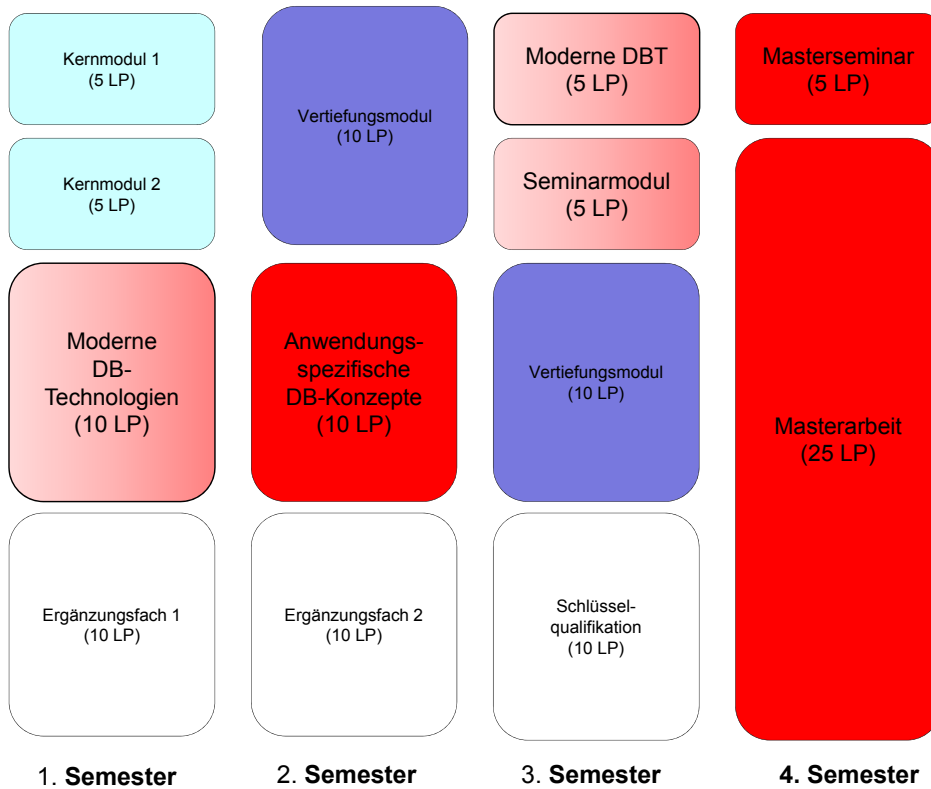 Kernmodul 1
(5 LP)
Kernmodul 2
(5 LP)
Moderne
DB-
Technologien
(10 LP)
Ergänzungsfach 1
(10 LP)
1. Semester
Vertiefungsmodul
(10 LP)
Anwendungs-
spezifische
DB-Konzepte
(10 LP)
Ergänzungsfach 2
(10 LP)
2. Semester
Moderne DBT
(5 LP)
Seminarmodul
(5 LP)
Vertiefungsmodul
(10 LP)
Schlüssel-
qualifikation
(10 LP)
3. Semester
Masterseminar
(5 LP)
Masterarbeit
(25 LP)
4. Semester